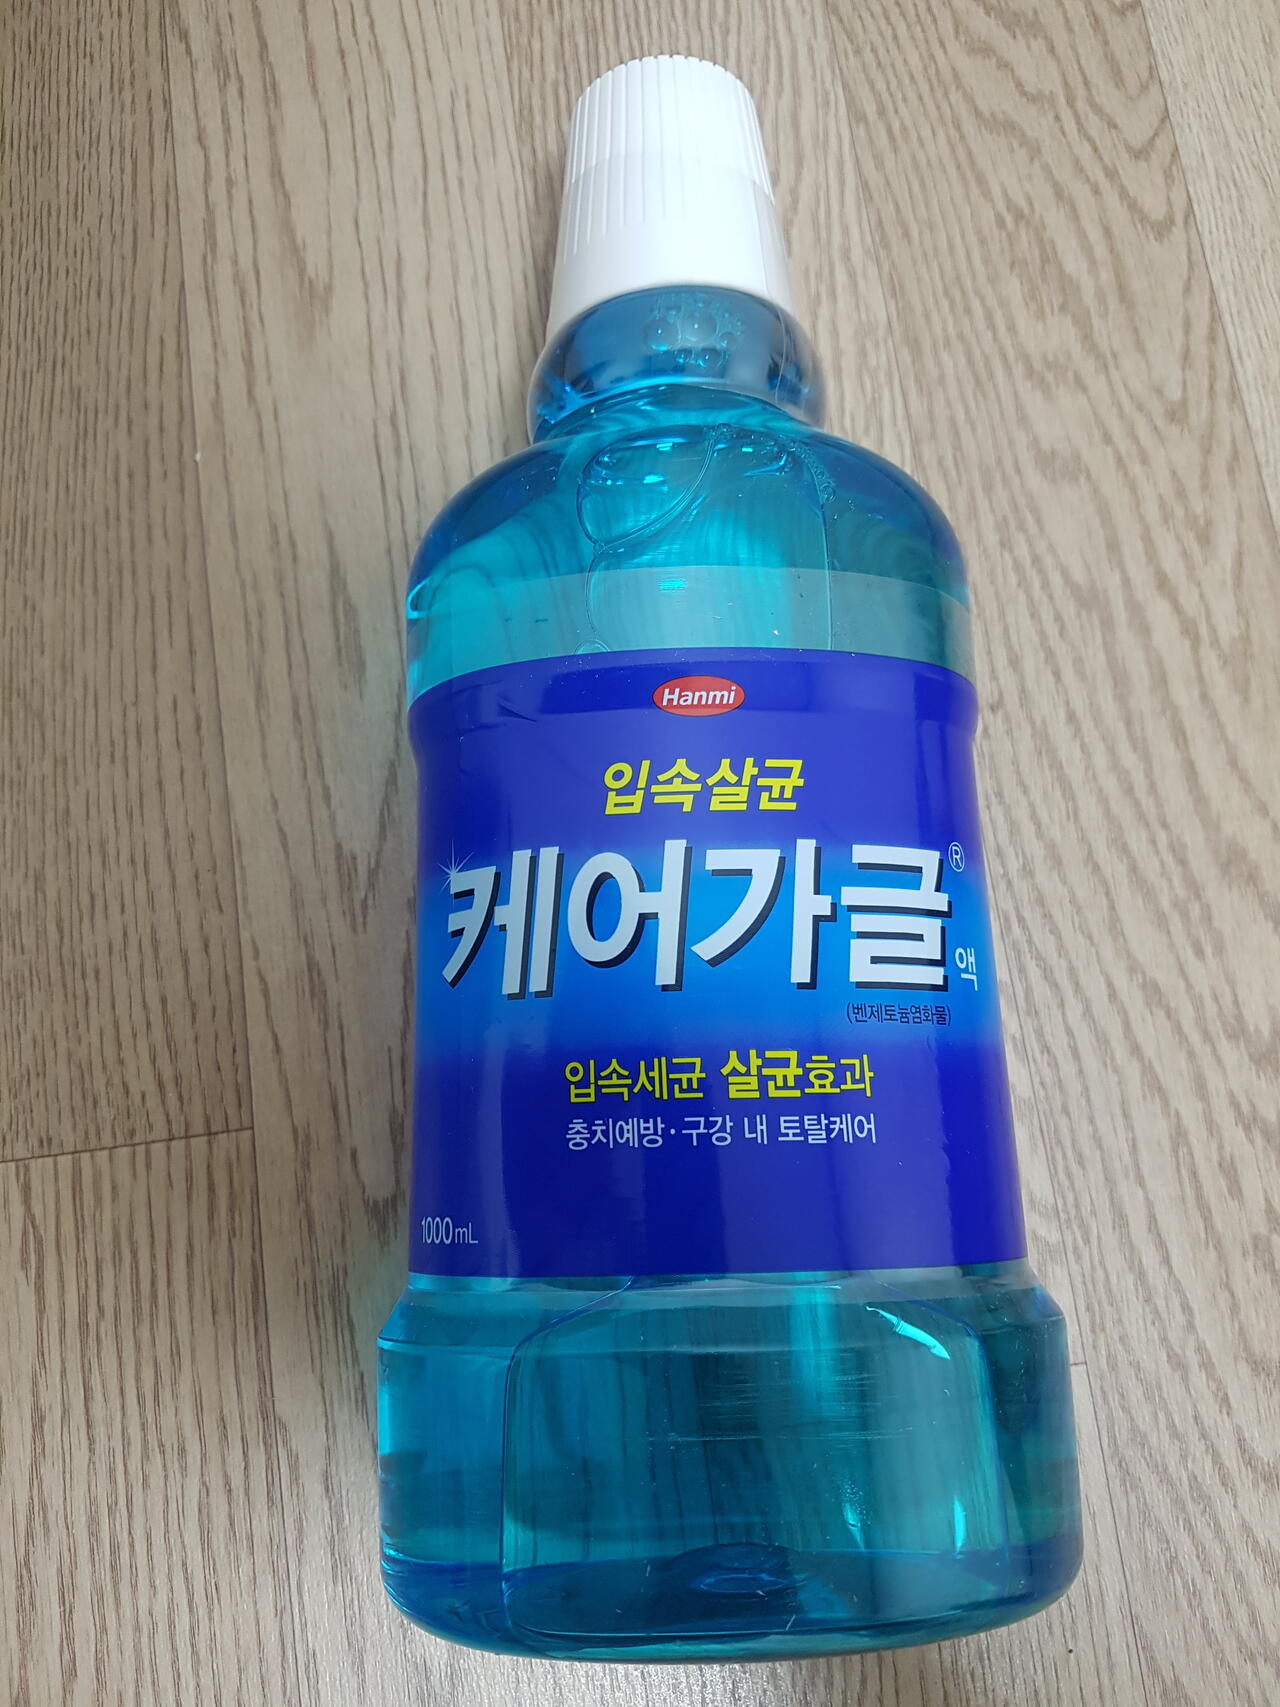 Hanmi
입속살균
케어가글® 액
(벤제토늄염화물)
입속세균 살균효과
충치예방·구강 내 토탈케어
1000mL